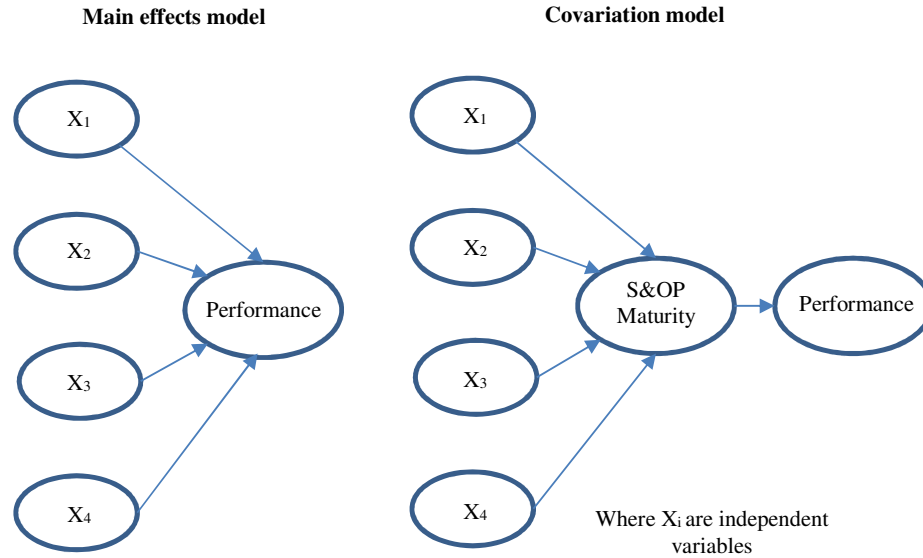 Main effects model
X1
X2
X3
X4
Performance
Covariation model
X1
X2
X3
X4
S&OP
Maturity
Performance
Where Xi are independent
variables